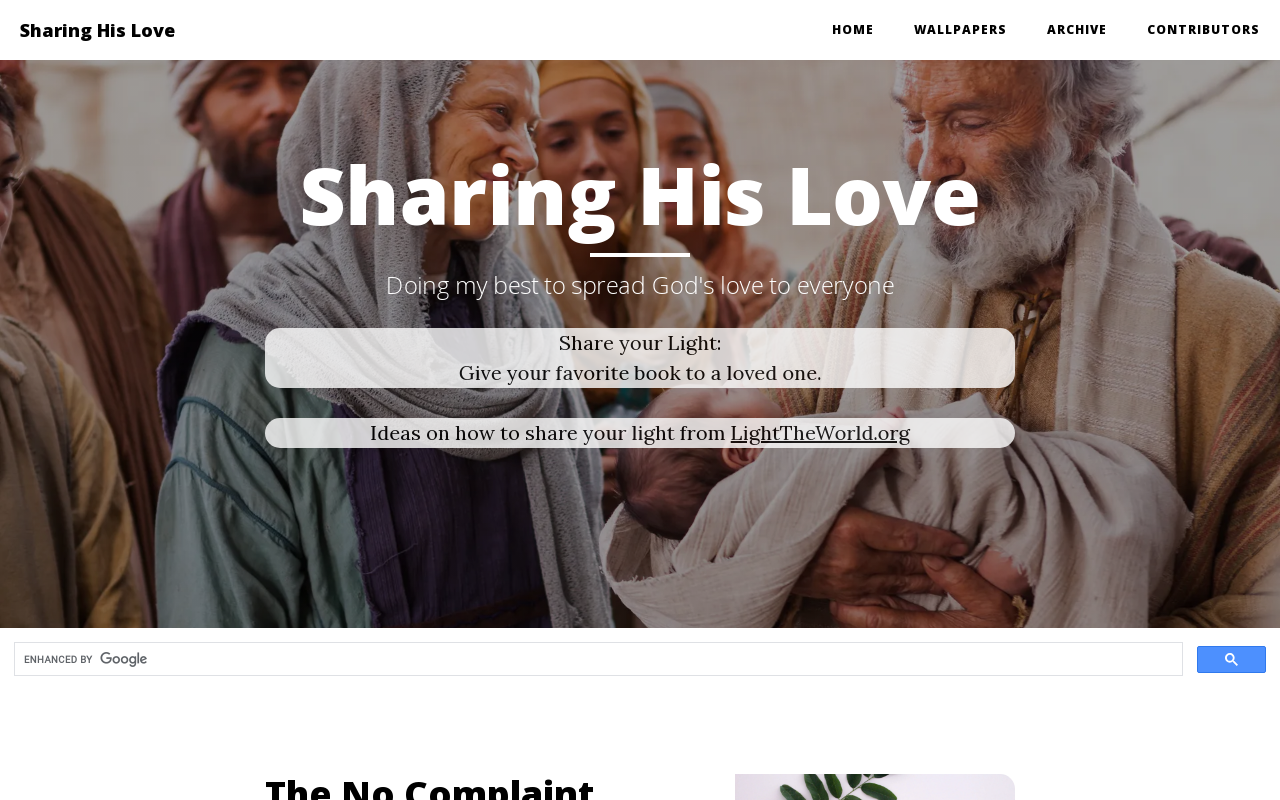 Sharing His Love
HOME WALLPAPERS ARCHIVE CONTRIBUTORS
Sharing His Love
Doing my best to spread God's love to everyone
Share your Light:
Give your favorite book to a loved one.
Ideas on how to share your light from LightTheWorld.org
ENHANCED BY Google
The No Complaint